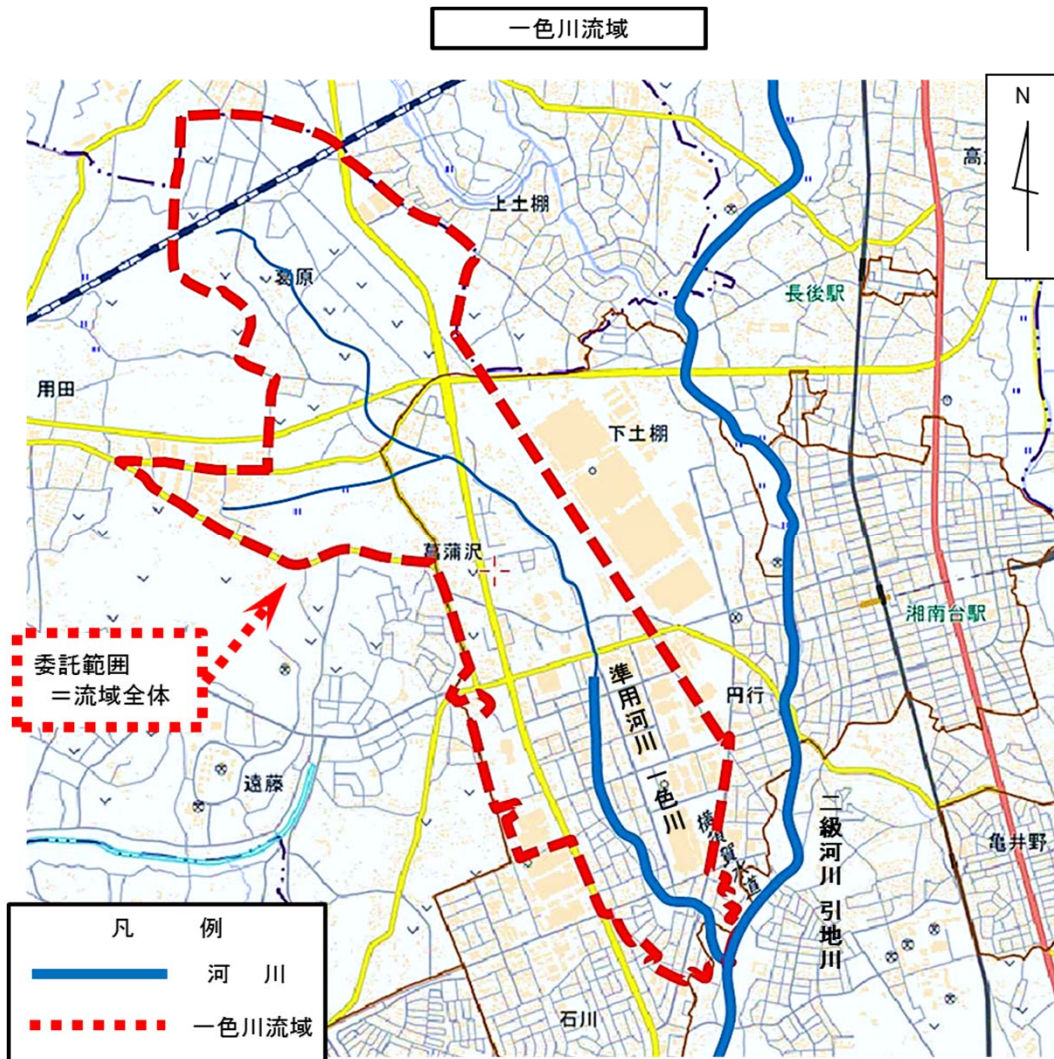 一色川流域
N
上土棚
葛原
長後駅
用田
下土棚
菖蒲沢
湘南台駅
委託範囲
＝流域全体
準用河川 一色川
円行
遠藤
横須賀水道
二級河川 引地川
亀井野
凡 例
河 川
一色川流域
石川